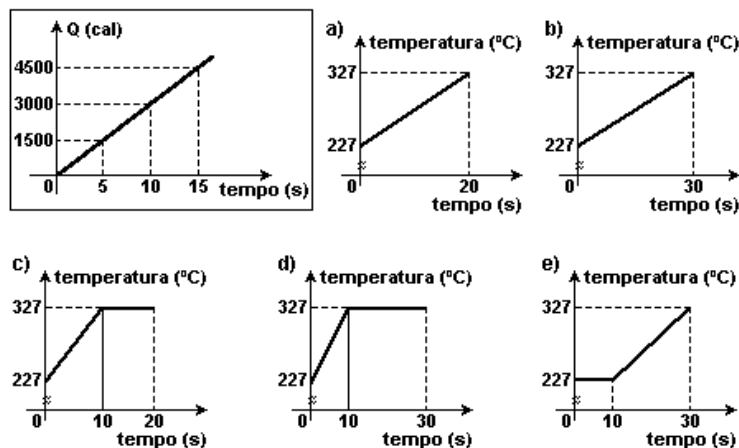 Q (cal)
4500
3000
1500
0
5
10
15
tempo (s)
a)
temperatura (ºC)
327
227
0
20
tempo (s)
b)
temperatura (ºC)
327
227
0
30
tempo (s)
c)
temperatura (ºC)
327
227
0
10
20
tempo (s)
d)
temperatura (ºC)
327
227
0
10
30
tempo (s)
e)
temperatura (ºC)
327
227
0
10
30
tempo (s)